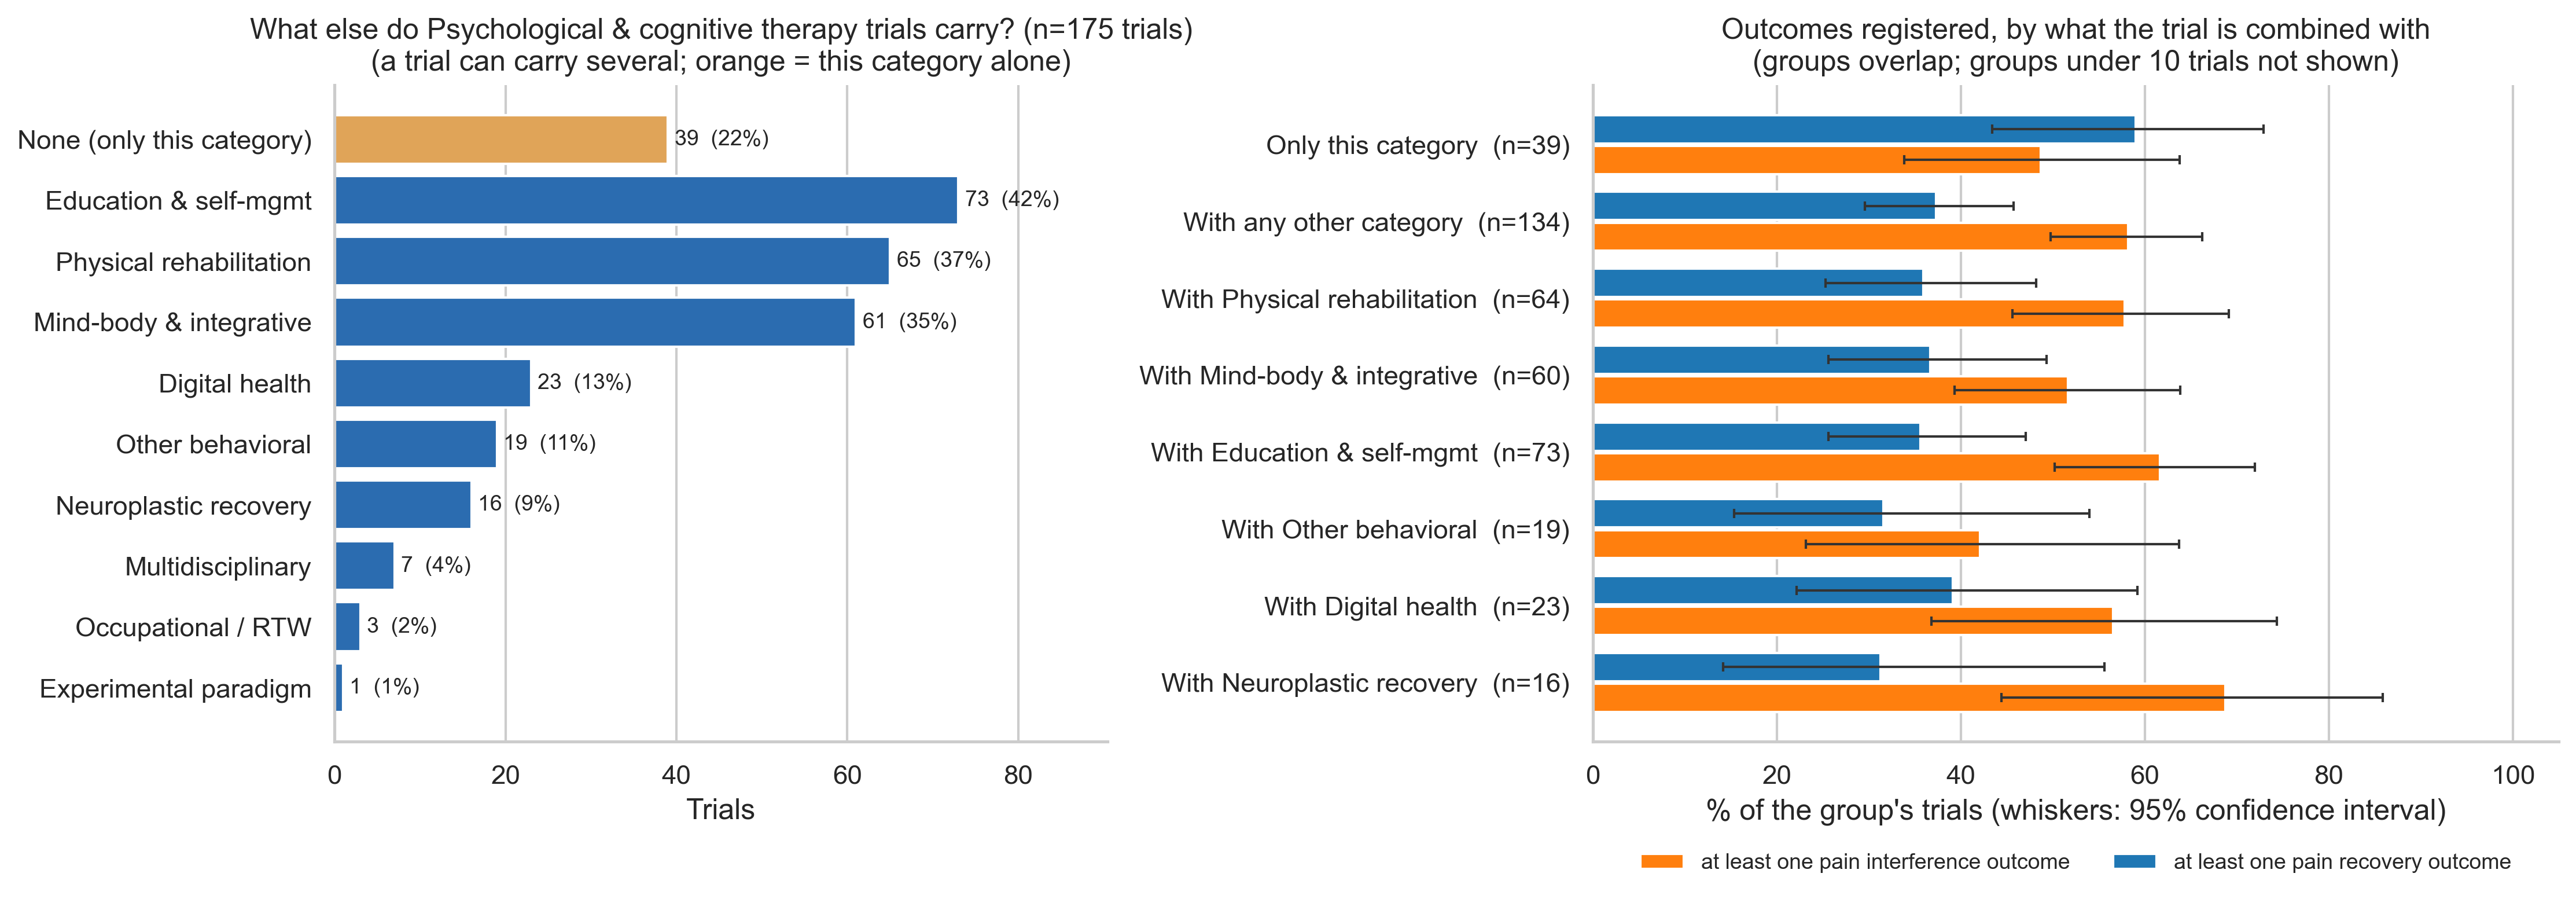 What else do Psychological & cognitive therapy trials carry? (n=175 trials)
(a trial can carry several; orange = this category alone)
None (only this category)
39 (22%)
Education & self-mgmt
73 (42%)
Physical rehabilitation
65 (37%)
Mind-body & integrative
61 (35%)
Digital health
23 (13%)
Other behavioral
19 (11%)
Neuroplastic recovery
16 (9%)
Multidisciplinary
7 (4%)
Occupational / RTW
3 (2%)
Experimental paradigm
1 (1%)
0 20 40 60 80
Trials
Outcomes registered, by what the trial is combined with
(groups overlap; groups under 10 trials not shown)
Only this category (n=39)
With any other category (n=134)
With Physical rehabilitation (n=64)
With Mind-body & integrative (n=60)
With Education & self-mgmt (n=73)
With Other behavioral (n=19)
With Digital health (n=23)
With Neuroplastic recovery (n=16)
0 20 40 60 80 100
% of the group's trials (whiskers: 95% confidence interval)
at least one pain interference outcome
at least one pain recovery outcome